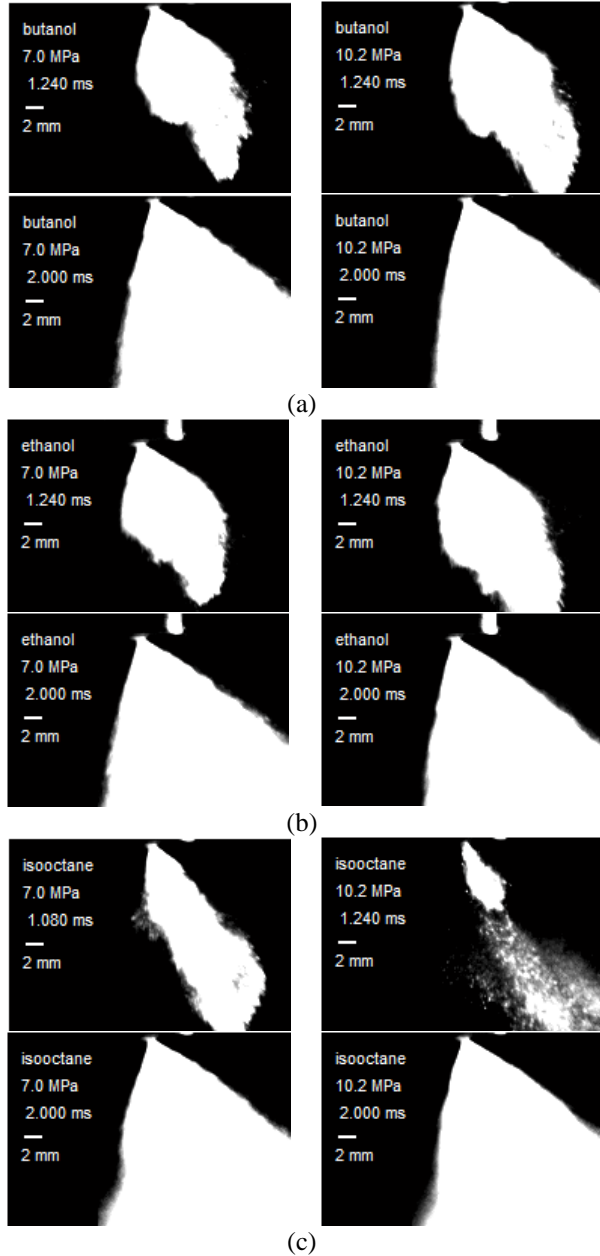 butanol
7.0 MPa
1.240 ms
2 mm
butanol
10.2 MPa
1.240 ms
2 mm
butanol
7.0 MPa
2.000 ms
2 mm
butanol
10.2 MPa
2.000 ms
2 mm
(a)
ethanol
7.0 MPa
1.240 ms
2 mm
ethanol
10.2 MPa
1.240 ms
2 mm
ethanol
7.0 MPa
2.000 ms
2 mm
ethanol
10.2 MPa
2.000 ms
2 mm
(b)
isooctane
7.0 MPa
1.080 ms
2 mm
isooctane
10.2 MPa
1.240 ms
2 mm
isooctane
7.0 MPa
2.000 ms
2 mm
isooctane
10.2 MPa
2.000 ms
2 mm
(c)